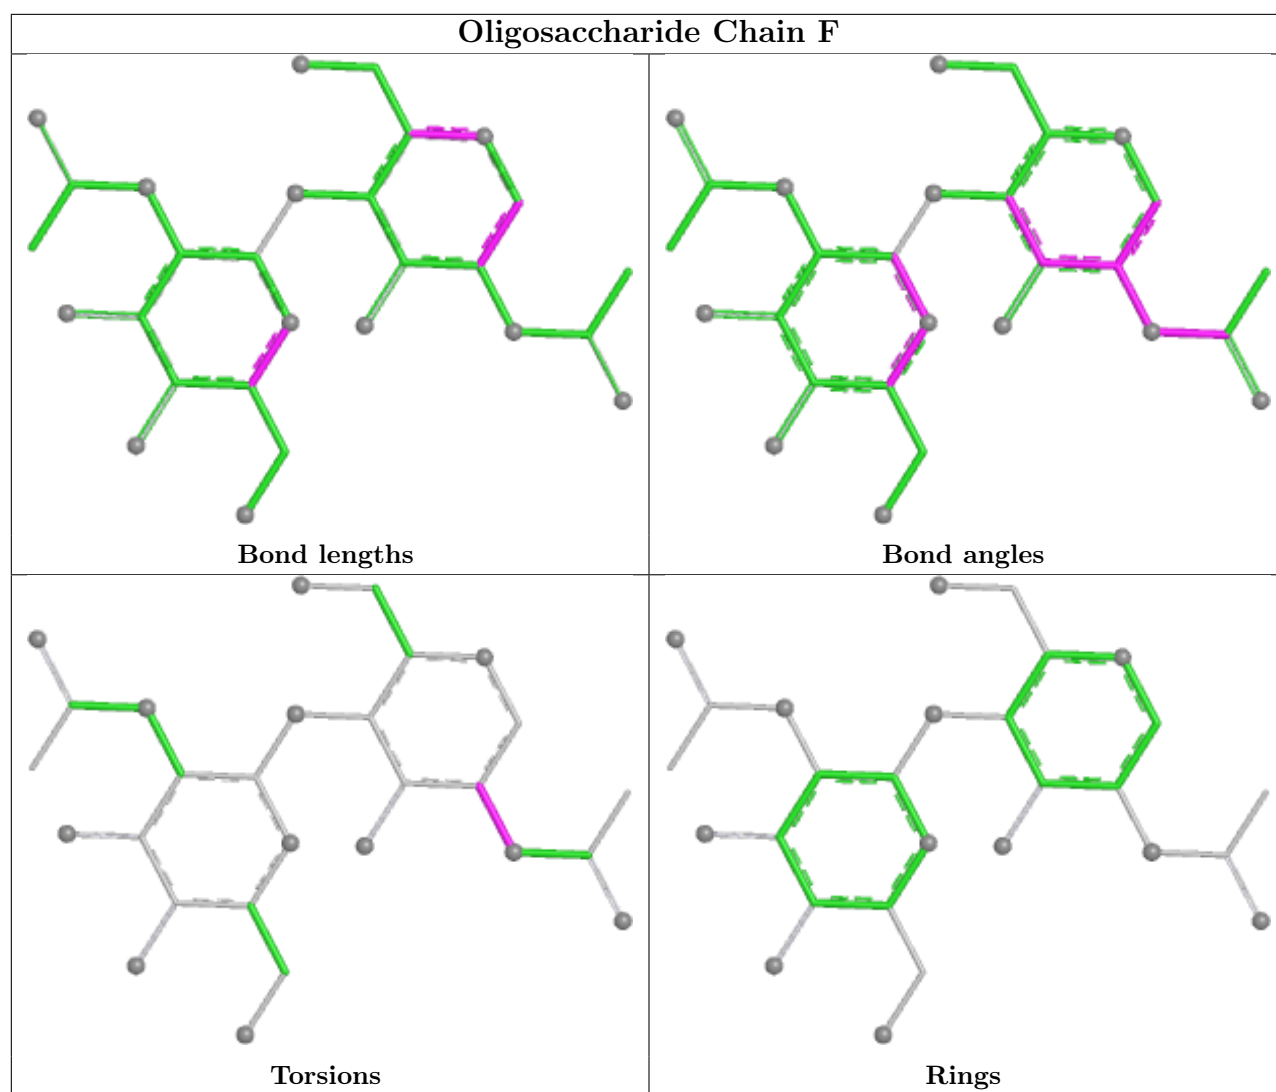 Oligosaccharide Chain F
Bond lengths
Bond angles
Torsions
Rings